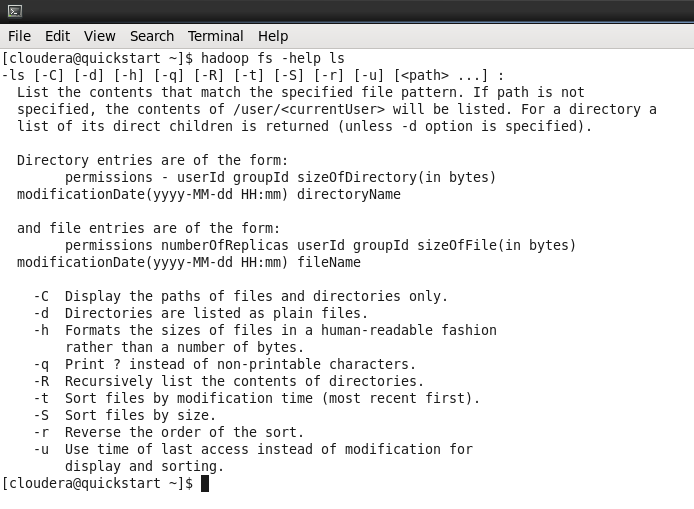 File Edit View Search Terminal Help
[cloudera@quickstart ~]$ hadoop fs -help ls
-ls [-C] [-d] [-h] [-q] [-R] [-t] [-S] [-r] [-u] [<path> ...] :
  List the contents that match the specified file pattern. If path is not
  specified, the contents of /user/<currentUser> will be listed. For a directory a
  list of its direct children is returned (unless -d option is specified).

  Directory entries are of the form:
        permissions - userId groupId sizeOfDirectory(in bytes)
  modificationDate(yyyy-MM-dd HH:mm) directoryName

  and file entries are of the form:
        permissions numberOfReplicas userId groupId sizeOfFile(in bytes)
  modificationDate(yyyy-MM-dd HH:mm) fileName

    -C  Display the paths of files and directories only.
    -d  Directories are listed as plain files.
    -h  Formats the sizes of files in a human-readable fashion
        rather than a number of bytes.
    -q  Print ? instead of non-printable characters.
    -R  Recursively list the contents of directories.
    -t  Sort files by modification time (most recent first).
    -S  Sort files by size.
    -r  Reverse the order of the sort.
    -u  Use time of last access instead of modification for
        display and sorting.
[cloudera@quickstart ~]$